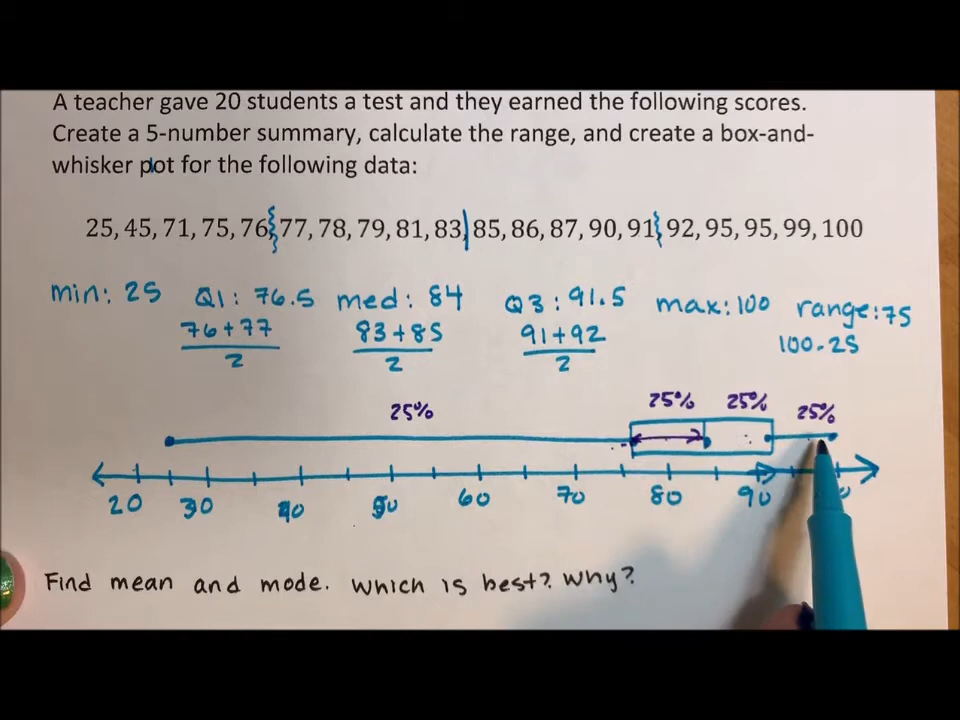 A teacher gave 20 students a test and they earned the following scores.
Create a 5-number summary, calculate the range, and create a box-and-
whisker plot for the following data:
25, 45, 71, 75, 76, 77, 78, 79, 81, 83, 85, 86, 87, 90, 91, 92, 95, 95, 99, 100
min: 25 Q1: 76.5 med: 84 Q3: 91.5 max: 100 range: 75
76+77 83+85 91+92 100-25
2 2 2
25% 25% 25% 25%
20 30 40 50 60 70 80 90
Find mean and mode. Which is best? Why?